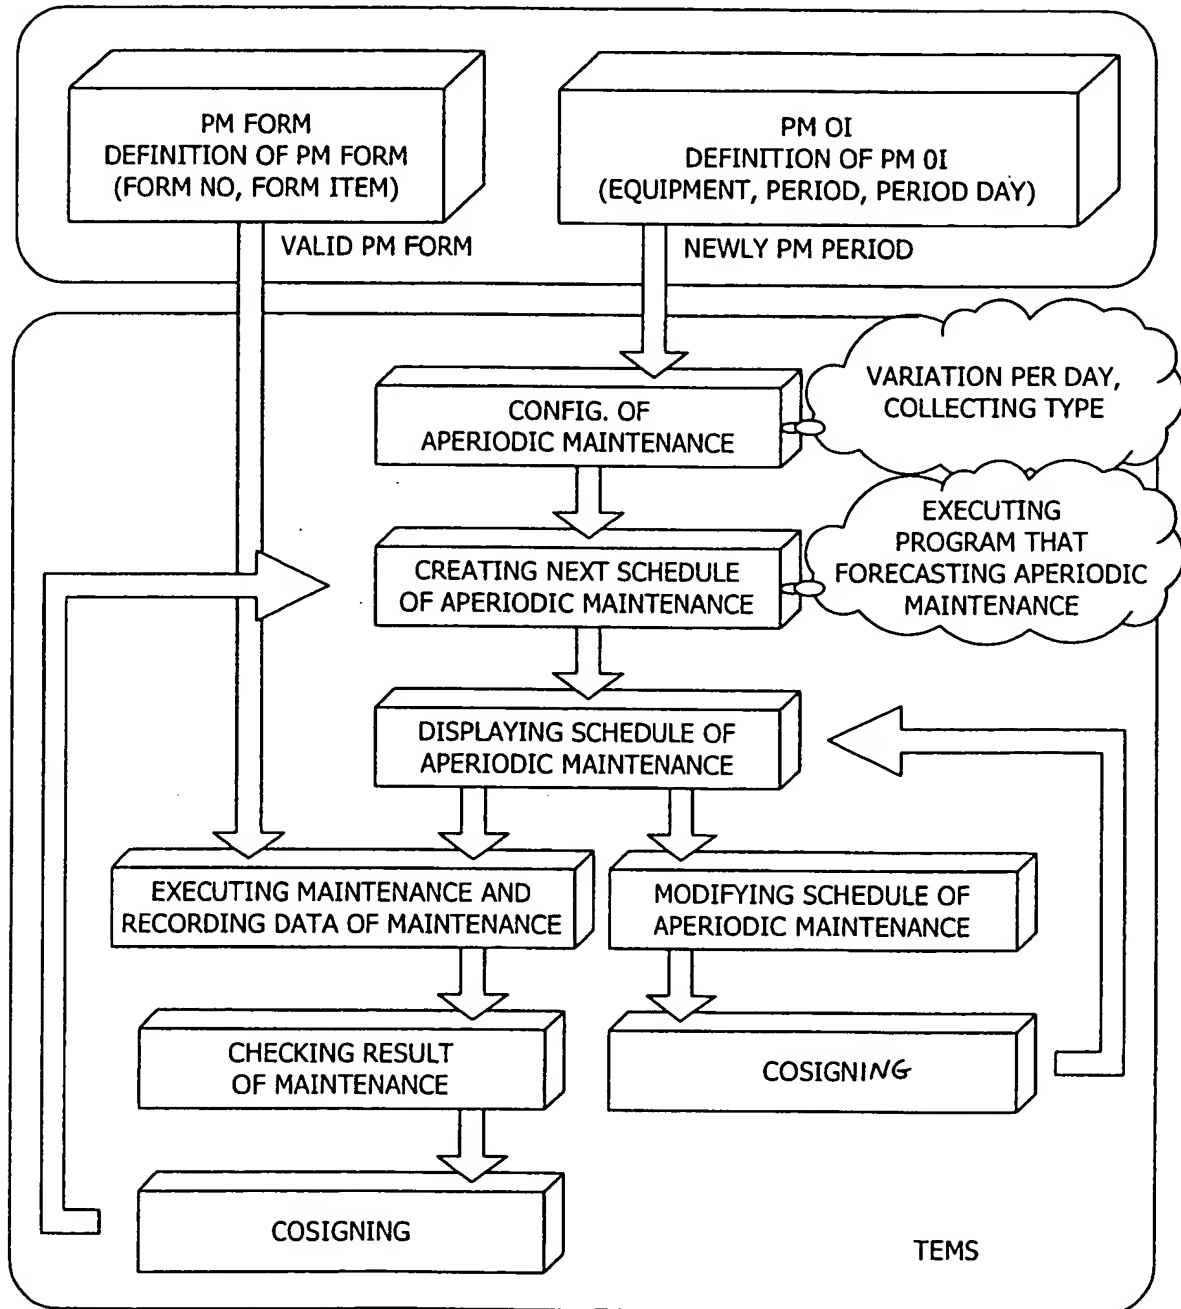 PM FORM
DEFINITION OF PM FORM
(FORM NO, FORM ITEM)
PM OI
DEFINITION OF PM 0I
(EQUIPMENT, PERIOD, PERIOD DAY)
VALID PM FORM
NEWLY PM PERIOD
CONFIG. OF
APERIODIC MAINTENANCE
VARIATION PER DAY,
COLLECTING TYPE
CREATING NEXT SCHEDULE
OF APERIODIC MAINTENANCE
EXECUTING
PROGRAM THAT
FORECASTING APERIODIC
MAINTENANCE
DISPLAYING SCHEDULE OF
APERIODIC MAINTENANCE
EXECUTING MAINTENANCE AND
RECORDING DATA OF MAINTENANCE
MODIFYING SCHEDULE OF
APERIODIC MAINTENANCE
CHECKING RESULT
OF MAINTENANCE
COSIGNING
COSIGNING
TEMS